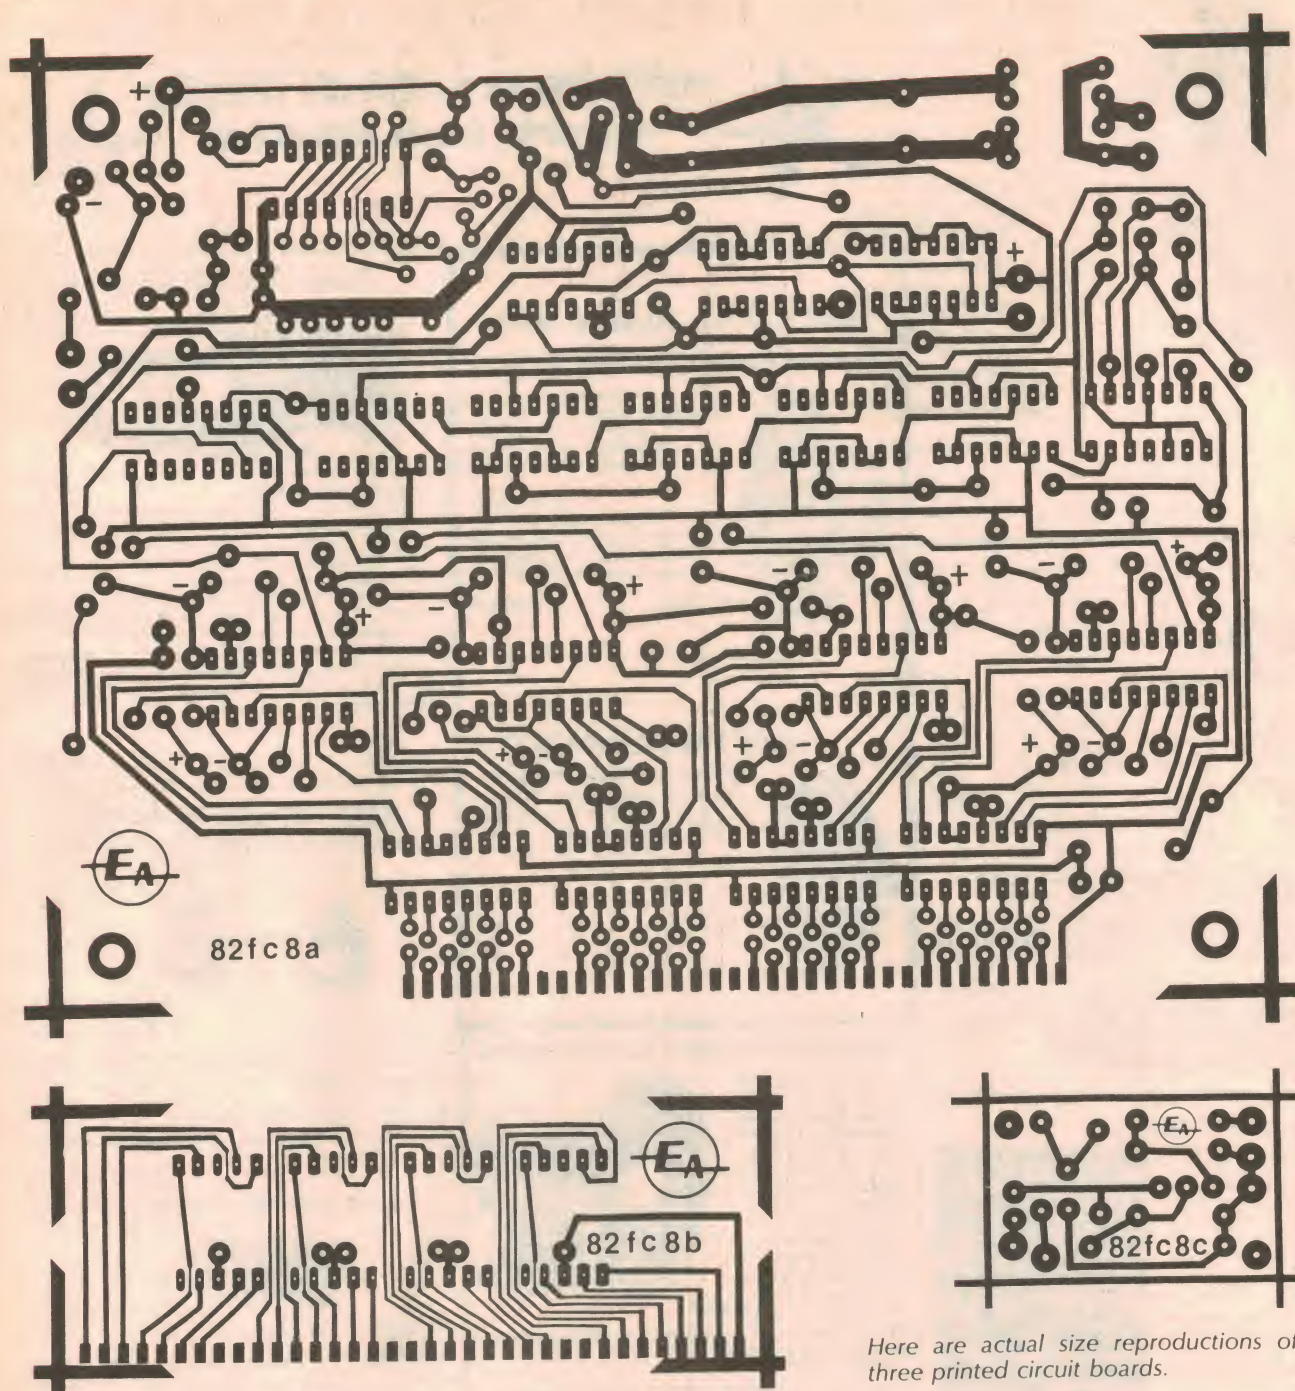 +
-
+
- - + - +
+ - + +
+ - + - + - + -
EA
82fc8a
EA
EA
82fc8b
82fc8c
Here are actual size reproductions of
three printed circuit boards.